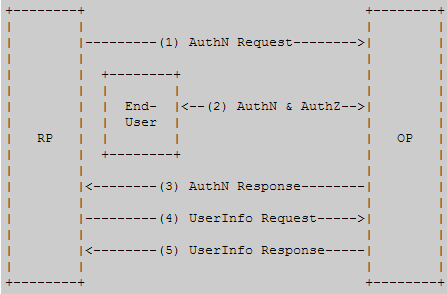 (1) AuthN Request
End-
User
(2) AuthN & AuthZ
RP
OP
(3) AuthN Response
(4) UserInfo Request
(5) UserInfo Response